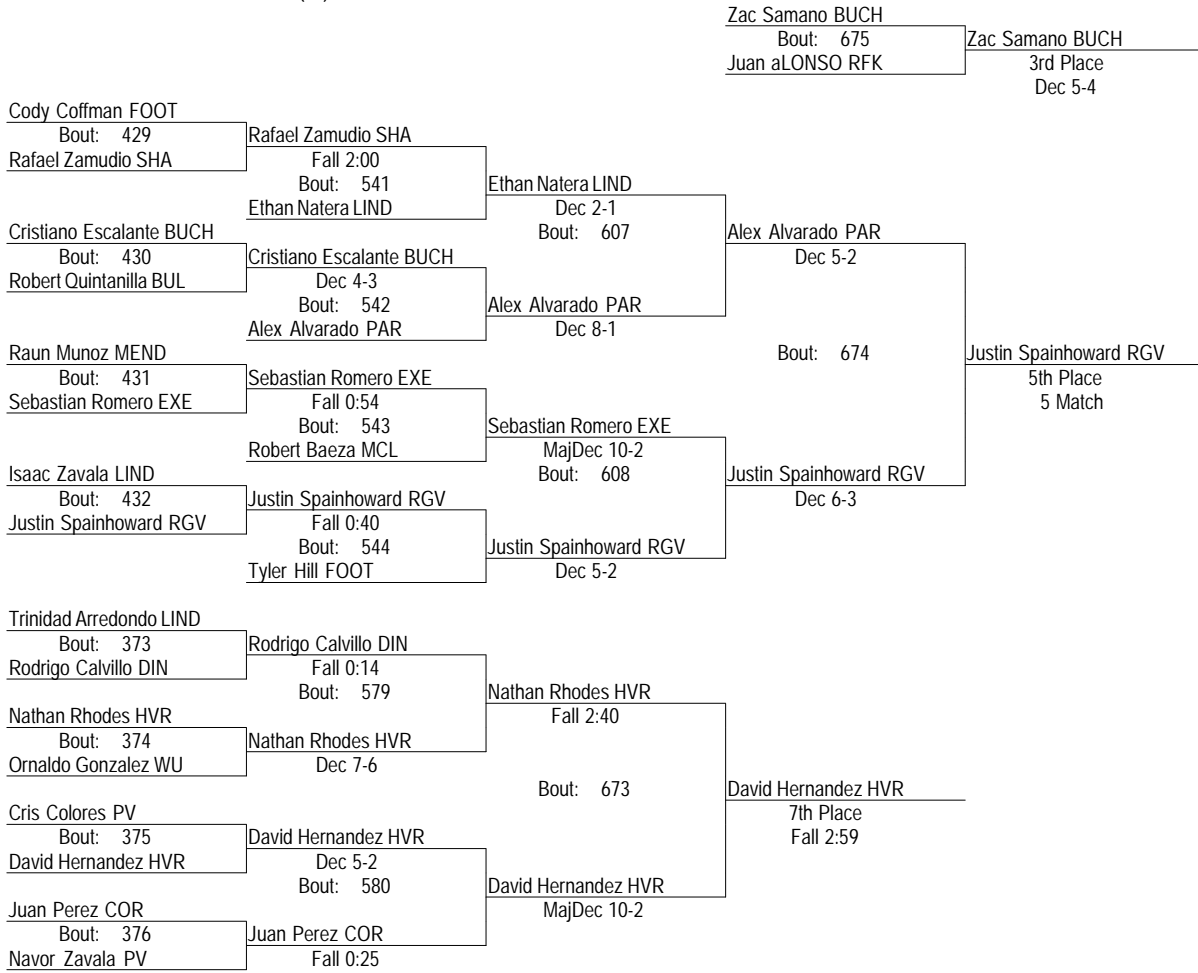 Zac Samano BUCH
Bout: 675
Zac Samano BUCH
Juan aLONSO RFK
3rd Place
Dec 5-4
Cody Coffman FOOT
Bout: 429
Rafael Zamudio SHA
Rafael Zamudio SHA
Fall 2:00
Bout: 541
Ethan Natera LIND
Ethan Natera LIND
Dec 2-1
Bout: 607
Cristiano Escalante BUCH
Bout: 430
Robert Quintanilla BUL
Cristiano Escalante BUCH
Dec 4-3
Bout: 542
Alex Alvarado PAR
Alex Alvarado PAR
Dec 8-1
Alex Alvarado PAR
Dec 5-2
Bout: 674
Justin Spainhoward RGV
5th Place
5 Match
Raun Munoz MEND
Bout: 431
Sebastian Romero EXE
Sebastian Romero EXE
Fall 0:54
Bout: 543
Robert Baeza MCL
Sebastian Romero EXE
MajDec 10-2
Bout: 608
Isaac Zavala LIND
Bout: 432
Justin Spainhoward RGV
Justin Spainhoward RGV
Fall 0:40
Bout: 544
Tyler Hill FOOT
Justin Spainhoward RGV
Dec 5-2
Justin Spainhoward RGV
Dec 6-3
Trinidad Arredondo LIND
Bout: 373
Rodrigo Calvillo DIN
Rodrigo Calvillo DIN
Fall 0:14
Bout: 579
Nathan Rhodes HVR
Bout: 374
Ornaldo Gonzalez WU
Nathan Rhodes HVR
Dec 7-6
Nathan Rhodes HVR
Fall 2:40
Bout: 673
David Hernandez HVR
7th Place
Fall 2:59
Cris Colores PV
Bout: 375
David Hernandez HVR
David Hernandez HVR
Dec 5-2
Bout: 580
Juan Perez COR
Bout: 376
Navor Zavala PV
Juan Perez COR
Fall 0:25
David Hernandez HVR
MajDec 10-2